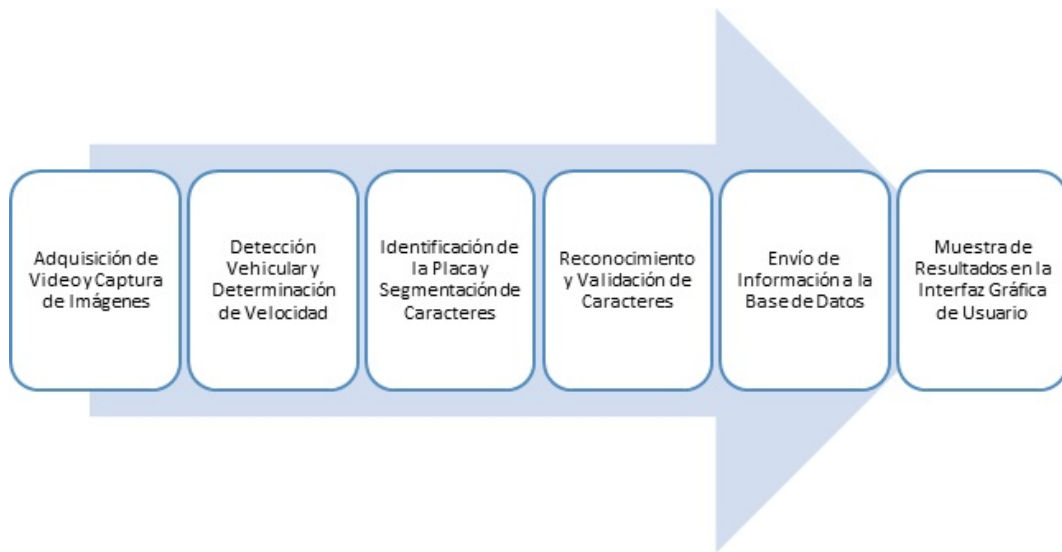 Adquisición de
Video y Captura
de Imágenes
Detección
Vehicular y
Determinación
de Velocidad
Identificación de
la Placa y
Segmentación de
Caracteres
Reconocimiento
y Validación de
Caracteres
Envío de
Información a la
Base de Datos
Muestra de
Resultados en la
Interfaz Gráfica
de Usuario